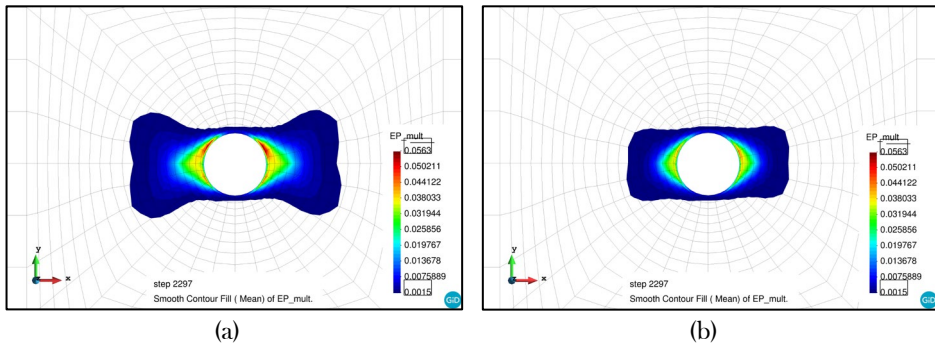 EP_mult
0.0563
0.050211
0.044122
0.038033
0.031944
0.025856
0.019767
0.013678
0.0075889
0.0015
y
x
step 2297
Smooth Contour Fill ( Mean) of EP_mult.
GiD
(a)
EP_mult
0.0563
0.050211
0.044122
0.038033
0.031944
0.025856
0.019767
0.013678
0.0075889
0.0015
y
x
step 2297
Smooth Contour Fill ( Mean) of EP_mult.
GiD
(b)